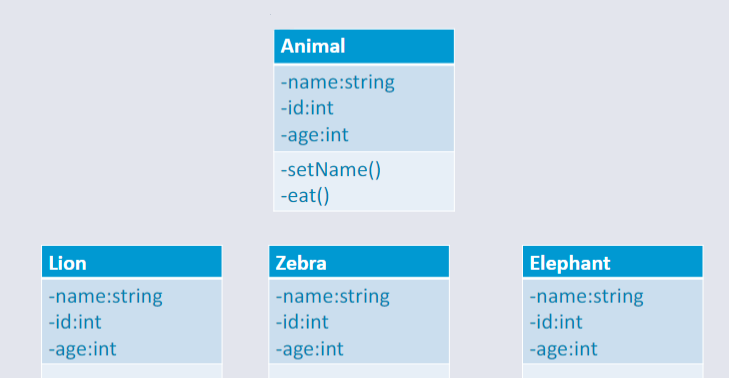 Animal
-name:string
-id:int
-age:int
-setName()
-eat()
Lion
-name:string
-id:int
-age:int
Zebra
-name:string
-id:int
-age:int
Elephant
-name:string
-id:int
-age:int